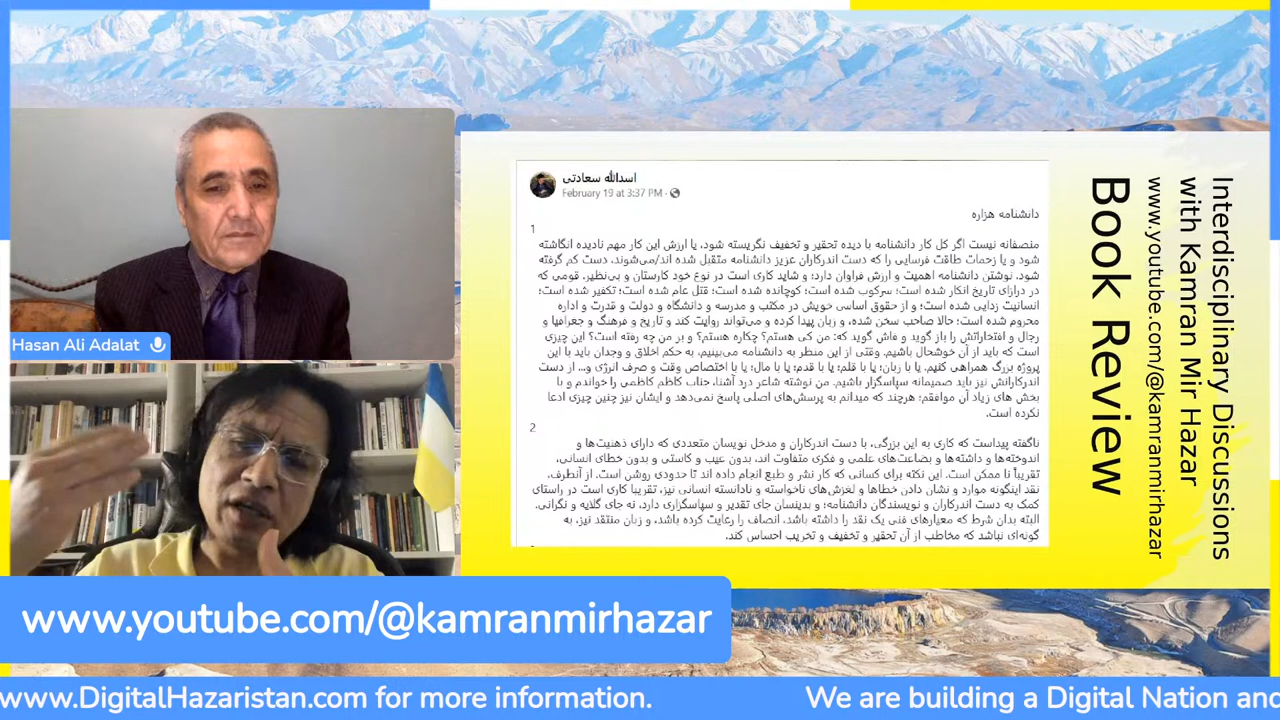 Hasan Ali Adalat
اسدالله سعادتی
February 19 at 3:37 PM
دانشنامه هزاره
1
منصفانه نیست اگر کل کار دانشنامه با دیده تحقیر و تخفیف نگریسته شود، یا ارزش این کار مهم نادیده انگاشته
شود و یا زحمات طاقت فرسایی را که دست اندرکاران عزیز دانشنامه متقبل شده اند/می‌شوند، دست کم گرفته
شود. نوشتن دانشنامه اهمیت و ارزش فراوان دارد؛ و شاید کاری است در نوع خود کارستان و بی‌نظیر. قومی که
در درازای تاریخ انکار شده است؛ سرکوب شده است؛ کوچانده شده است؛ قتل عام شده است؛ تکفیر شده است؛
انسانیت زدایی شده است؛ و از حقوق اساسی خویش در مکتب و مدرسه و دانشگاه و دولت و قدرت و اداره
محروم شده است؛ حالا صاحب سخن شده، و زبان پیدا کرده و می‌تواند روایت کند و تاریخ و فرهنگ و جغرافیا و
رجال و افتخاراتش را باز گوید و فاش گوید که: من کی هستم؟ چکاره هستم؟ و بر من چه رفته است؟ این چیزی
است که باید از آن خوشحال باشیم. وقتی از این منظر به دانشنامه می‌بینیم، به حکم اخلاق و وجدان باید با این
پروژه بزرگ همراهی کنیم. یا با زبان؛ یا با قلم؛ یا با قدم؛ یا با مال؛ یا با اختصاص وقت و صرف انرژی و... از دست
اندرکارانش نیز باید صمیمانه سپاسگزار باشیم. من نوشته شاعر درد آشنا، جناب کاظم کاظمی را خواندم و با
بخش های زیاد آن موافقم؛ هرچند که میدانم به پرسش‌های اصلی پاسخ نمی‌دهد و ایشان نیز چنین چیزی ادعا
نکرده است.
2
ناگفته پیداست که کاری به این بزرگی، با دست اندرکاران و مدخل نویسان متعددی که دارای ذهنیت‌ها و
اندوخته‌ها و داشته‌ها و بضاعت‌های علمی و فکری متفاوت اند، بدون عیب و کاستی و بدون خطای انسانی،
تقریباً نا ممکن است. این نکته برای کسانی که کار نشر و طبع انجام داده اند تا حدودی روشن است. از آنطرف،
نقد اینگونه موارد و نشان دادن خطاها و لغزش‌های ناخواسته و نادانسته انسانی نیز، تقریبا کاری است در راستای
کمک به دست اندرکاران و نویسندگان دانشنامه؛ و بدینسان جای تقدیر و سپاسگزاری دارد، نه جای گلایه و نگرانی.
البته بدان شرط که معیارهای فنی یک نقد را داشته باشد، انصاف را رعایت کرده باشد، و زبان منتقد نیز، به
گونه‌ای نباشد که مخاطب از آن تحقیر و تخفیف و تخریب احساس کند.
Interdisciplinary Discussions
with Kamran Mir Hazar
www.youtube.com/@kamranmirhazar
Book Review
www.youtube.com/@kamranmirhazar
www.DigitalHazaristan.com for more information.
We are building a Digital Nation and